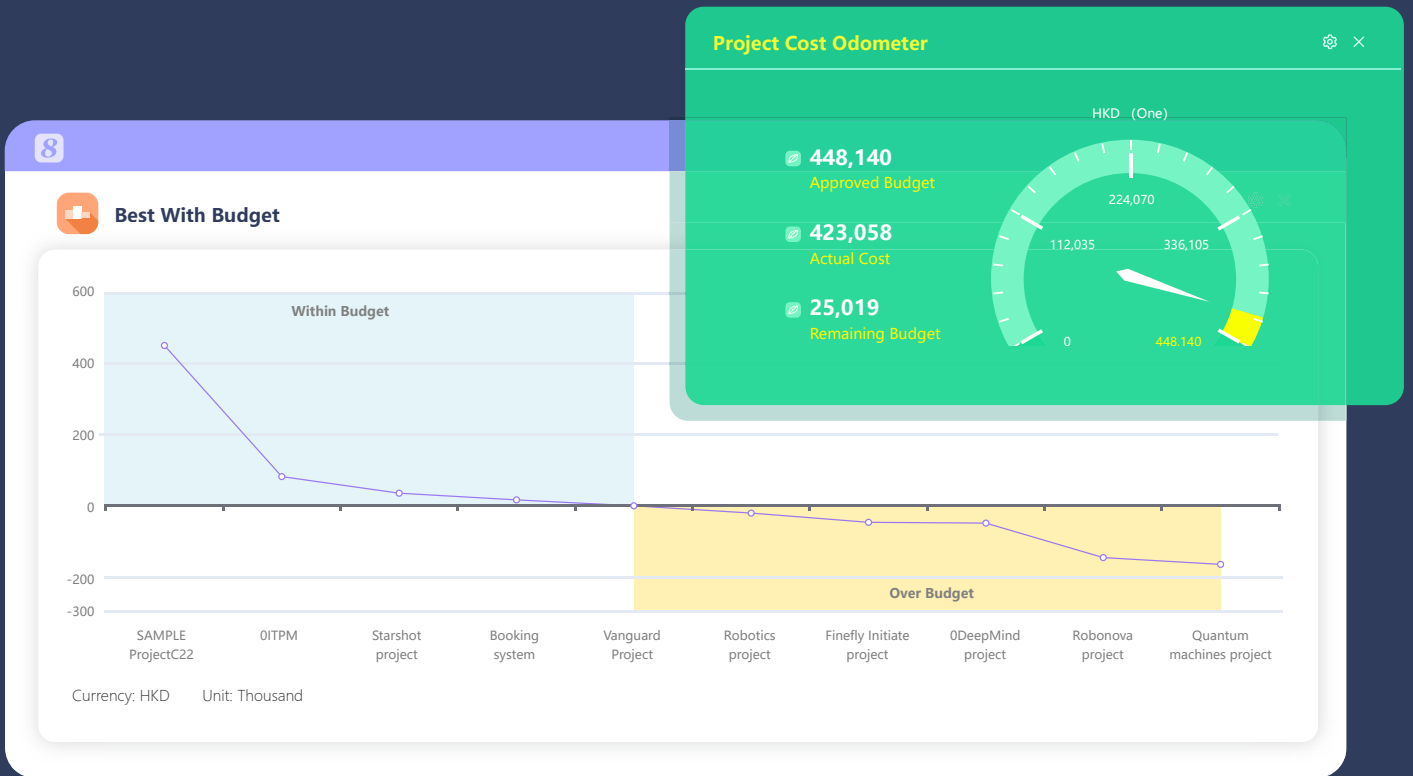 Project Cost Odometer
HKD （One）
448,140
Approved Budget
423,058
Actual Cost
25,019
Remaining Budget
224,070
112,035
336,105
0
448.140
8
Best With Budget
600
400
200
0
-200
-300
Within Budget
Over Budget
SAMPLE
ProjectC22
0ITPM
Starshot
project
Booking
system
Vanguard
Project
Robotics
project
Finefly Initiate
project
0DeepMind
project
Robonova
project
Quantum
machines project
Currency: HKD
Unit: Thousand